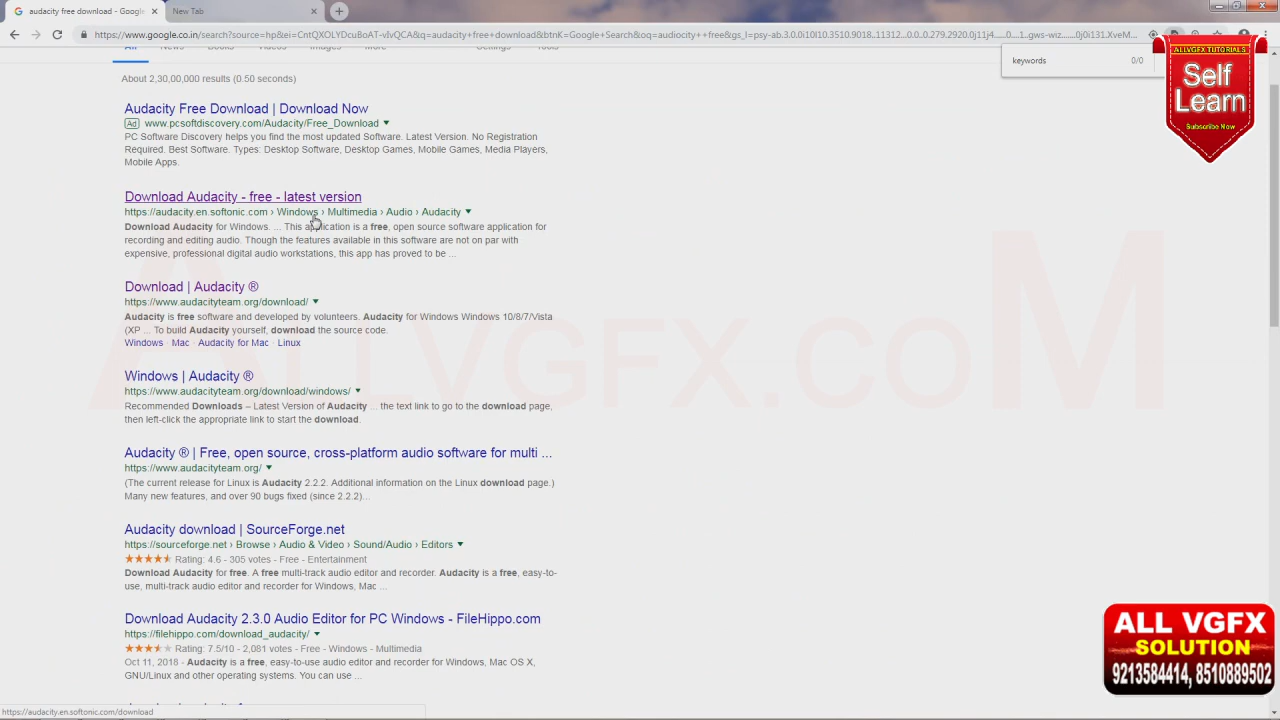 audacity free download - Google
New Tab
https://www.google.co.in/search?source=hp&ei=CntQXOLYDcuBoAT-vIvQCA&q=audacity+free+download&btnK=Google+Search&oq=audiocity++free&gs_l=psy-ab.3.0.0i10i10.3510.9018..11312...0.0..0.279.2920.0j11j4......0....1..gws-wiz.....
All News Books Videos Images More Settings Tools
keywords 0/0
About 2,30,00,000 results (0.50 seconds)
Audacity Free Download | Download Now
Ad www.pcsoftdiscovery.com/Audacity/Free_Download
PC Software Discovery helps you find the most updated Software. Latest Version. No Registration
Required. Best Software. Types: Desktop Software, Desktop Games, Mobile Games, Media Players,
Mobile Apps.
Download Audacity - free - latest version
https://audacity.en.softonic.com › Windows › Multimedia › Audio › Audacity
Download Audacity for Windows. ... This application is a free, open source software application for
recording and editing audio. Though the features available in this software are not on par with
expensive, professional digital audio workstations, this app has proved to be ...
Download | Audacity ®
https://www.audacityteam.org/download/
Audacity is free software and developed by volunteers. Audacity for Windows Windows 10/8/7/Vista
(XP ... To build Audacity yourself, download the source code.
Windows · Mac · Audacity for Mac · Linux
Windows | Audacity ®
https://www.audacityteam.org/download/windows/
Recommended Downloads – Latest Version of Audacity ... the text link to go to the download page,
then left-click the appropriate link to start the download.
Audacity ® | Free, open source, cross-platform audio software for multi ...
https://www.audacityteam.org/
(The current release for Linux is Audacity 2.2.2. Additional information on the Linux download page.)
Many new features, and over 90 bugs fixed (since 2.2.2)...
Audacity download | SourceForge.net
https://sourceforge.net › Browse › Audio & Video › Sound/Audio › Editors
Rating: 4.6 - 305 votes - Free - Entertainment
Download Audacity for free. A free multi-track audio editor and recorder. Audacity is a free, easy-to-
use, multi-track audio editor and recorder for Windows, Mac ...
Download Audacity 2.3.0 Audio Editor for PC Windows - FileHippo.com
https://filehippo.com/download_audacity/
Rating: 7.5/10 - 2,081 votes - Free - Windows - Multimedia
Oct 11, 2018 - Audacity is a free, easy-to-use audio editor and recorder for Windows, Mac OS X,
GNU/Linux and other operating systems. You can use ...
https://audacity.en.softonic.com/download
ALLVGFX.COM
ALLVGFX TUTORIALS
Self
Learn
Subscribe Now
ALL VGFX
SOLUTION
9213584414, 8510889502